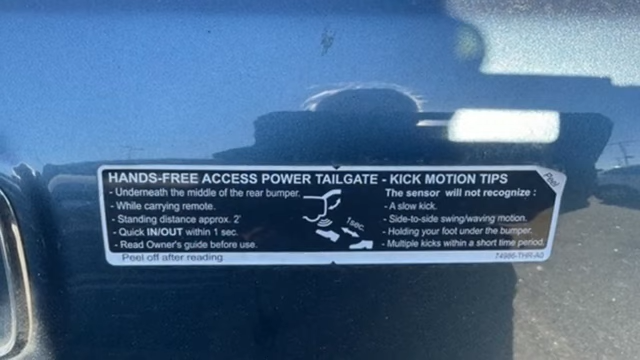 HANDS-FREE ACCESS POWER TAILGATE - KICK MOTION TIPS
- Underneath the middle of the rear bumper.
- While carrying remote.
- Standing distance approx. 2'
- Quick IN/OUT within 1 sec.
- Read Owner's guide before use.
1sec.
The sensor will not recognize :
- A slow kick.
- Side-to-side swing/waving motion.
- Holding your foot under the bumper.
- Multiple kicks within a short time period.
Peel
Peel off after reading
74986-THR-A0